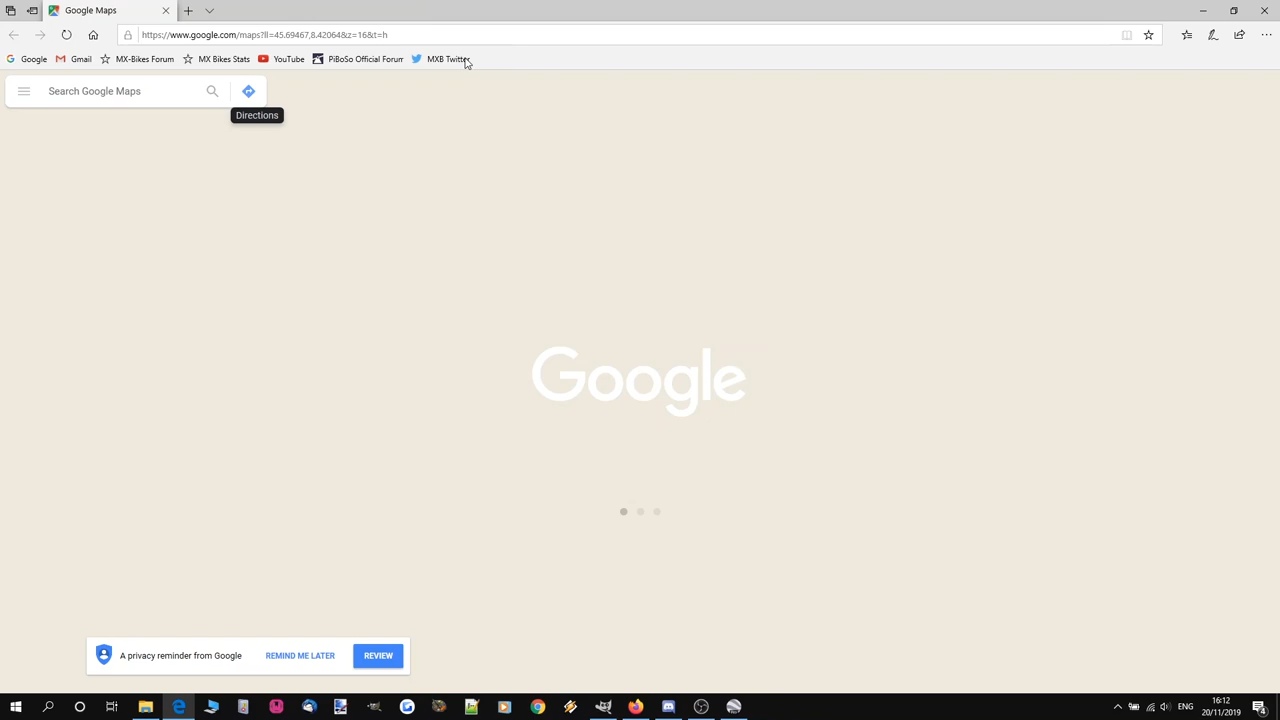 Google Maps
https://www.google.com/maps?ll=45.69467,8.42064&z=16&t=h
Google Gmail MX-Bikes Forum MX Bikes Stats YouTube PiBoSo Official Forum MXB Twitter
Search Google Maps
Directions
Google
A privacy reminder from Google REMIND ME LATER REVIEW
ENG
16:12
20/11/2019
4